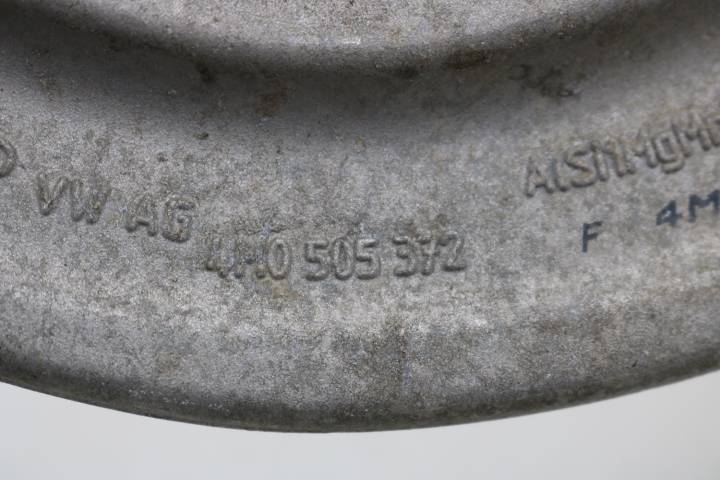 VW AG
4M0 505 372
AlSi1MgMn
F 4M